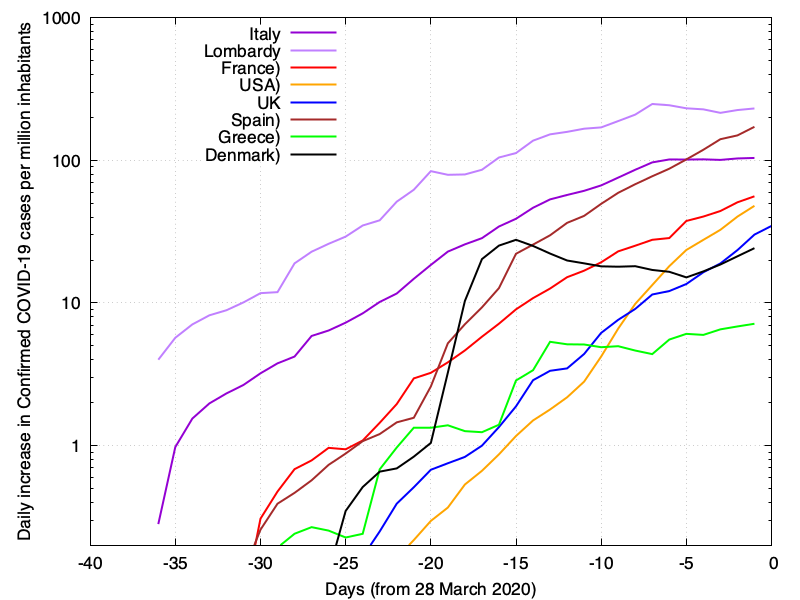 Daily increase in Confirmed COVID-19 cases per million inhabitants
1000
100
10
1
Italy
Lombardy
France)
USA)
UK
Spain)
Greece)
Denmark)
-40 -35 -30 -25 -20 -15 -10 -5 0
Days (from 28 March 2020)